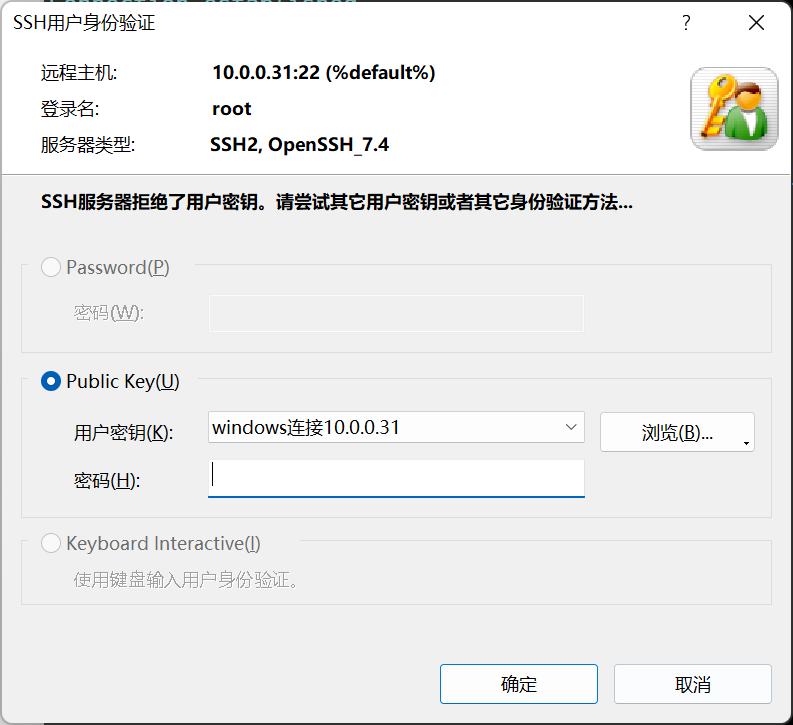 SSH用户身份验证
远程主机: 10.0.0.31:22 (%default%)
登录名: root
服务器类型: SSH2, OpenSSH_7.4
SSH服务器拒绝了用户密钥。请尝试其它用户密钥或者其它身份验证方法...
Password(P)
密码(W):
Public Key(U)
用户密钥(K): windows连接10.0.0.31 浏览(B)...
密码(H):
Keyboard Interactive(I)
使用键盘输入用户身份验证。
确定 取消